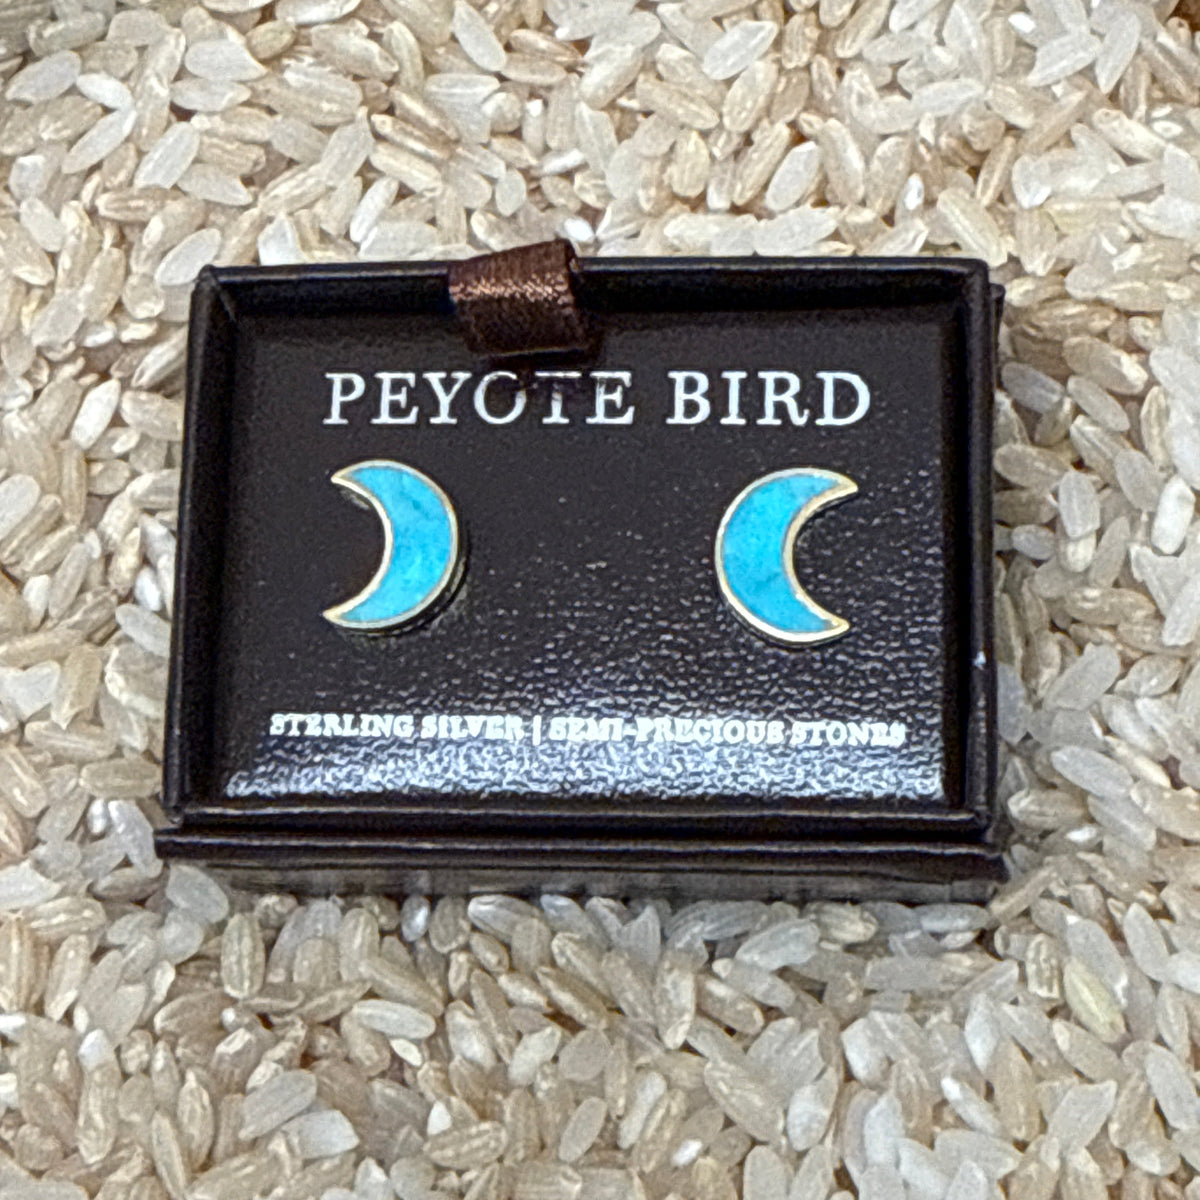 PEYOTE BIRD
STERLING SILVER | SEMI-PRECIOUS STONES